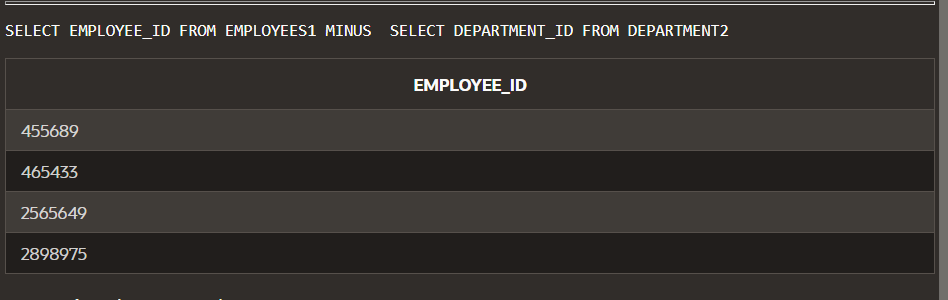 SELECT EMPLOYEE_ID FROM EMPLOYEES1 MINUS  SELECT DEPARTMENT_ID FROM DEPARTMENT2
EMPLOYEE_ID
455689
465433
2565649
2898975